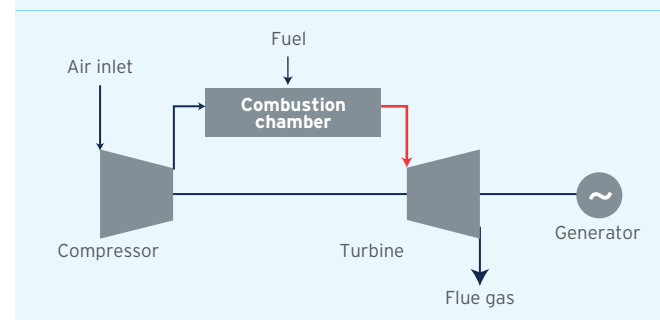 Fuel
Air inlet
Combustion
chamber
Compressor
Turbine
Generator
Flue gas